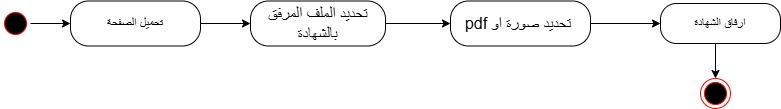 تحميل الصفحة
تحديد الملف المرفق
بالشهادة
تحديد صورة او pdf
ارفاق الشهادة